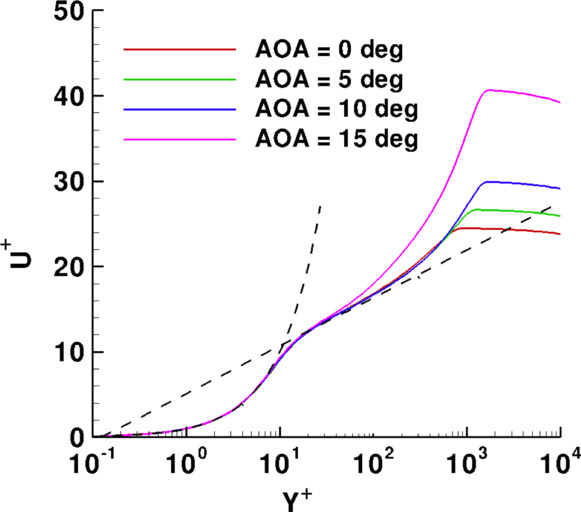 50
40
30
20
10
0
U+
AOA = 0 deg
AOA = 5 deg
AOA = 10 deg
AOA = 15 deg
10-1
100
101
102
103
104
Y+